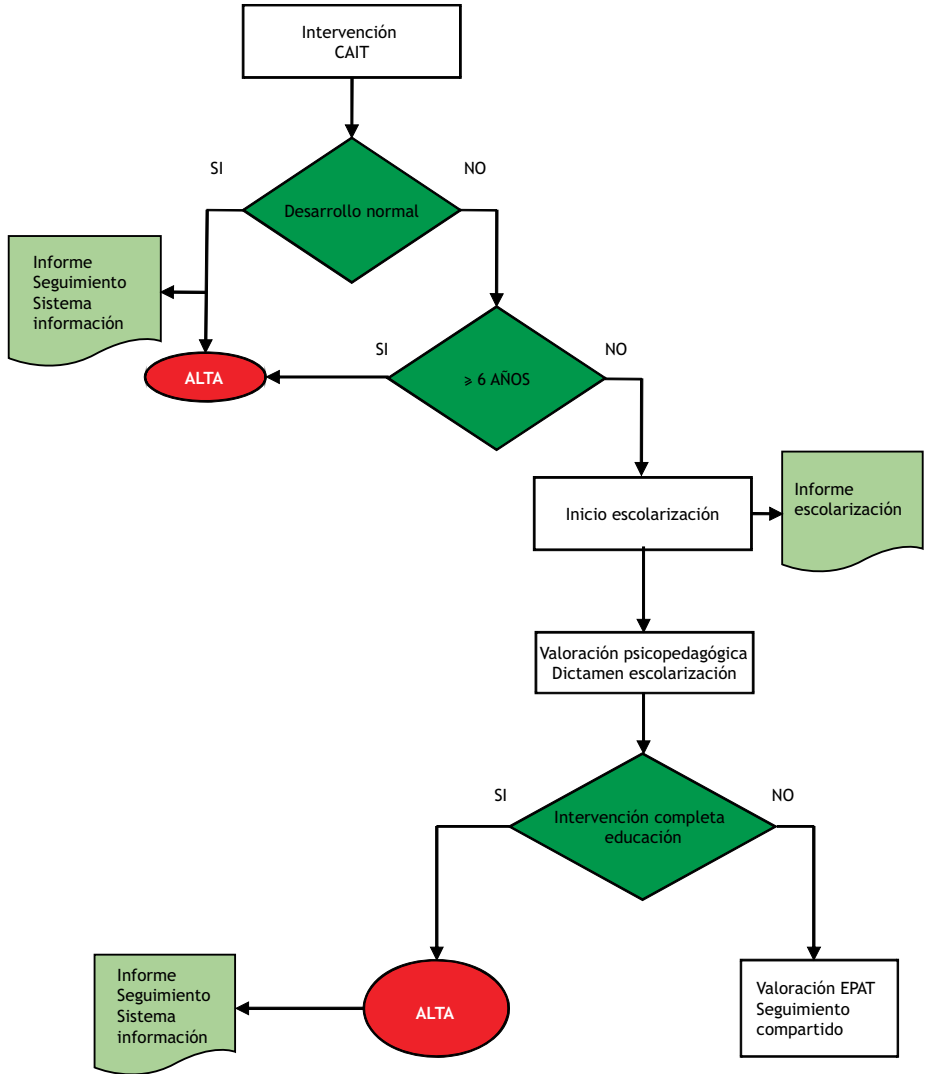 Intervención
CAIT
SI
NO
Desarrollo normal
Informe
Seguimiento
Sistema
información
SI
NO
ALTA
⩾ 6 AÑOS
Inicio escolarización
Informe
escolarización
Valoración psicopedagógica
Dictamen escolarización
SI
NO
Intervención completa
educación
Informe
Seguimiento
Sistema
información
ALTA
Valoración EPAT
Seguimiento
compartido